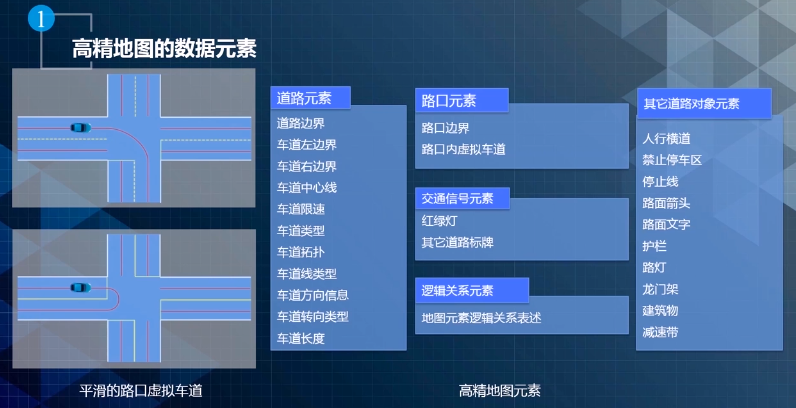 1
高精地图的数据元素
道路元素
道路边界
车道左边界
车道右边界
车道中心线
车道限速
车道类型
车道拓扑
车道线类型
车道方向信息
车道转向类型
车道长度
路口元素
路口边界
路口内虚拟车道
交通信号元素
红绿灯
其它道路标牌
逻辑关系元素
地图元素逻辑关系表述
其它道路对象元素
人行横道
禁止停车区
停止线
路面箭头
路面文字
护栏
路灯
龙门架
建筑物
减速带
平滑的路口虚拟车道
高精地图元素